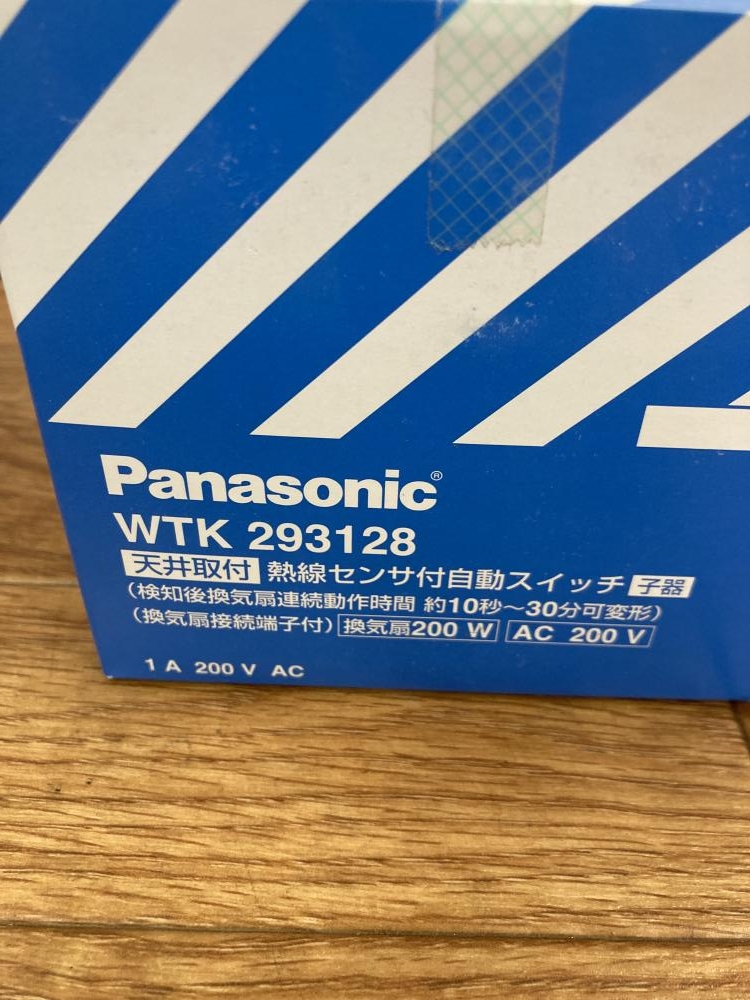 Panasonic®
WTK 293128
天井取付 熱線センサ付自動スイッチ 子器
(検知後換気扇連続動作時間 約10秒～30分可変形)
(換気扇接続端子付) 換気扇200 W AC 200 V
1 A 200 V AC